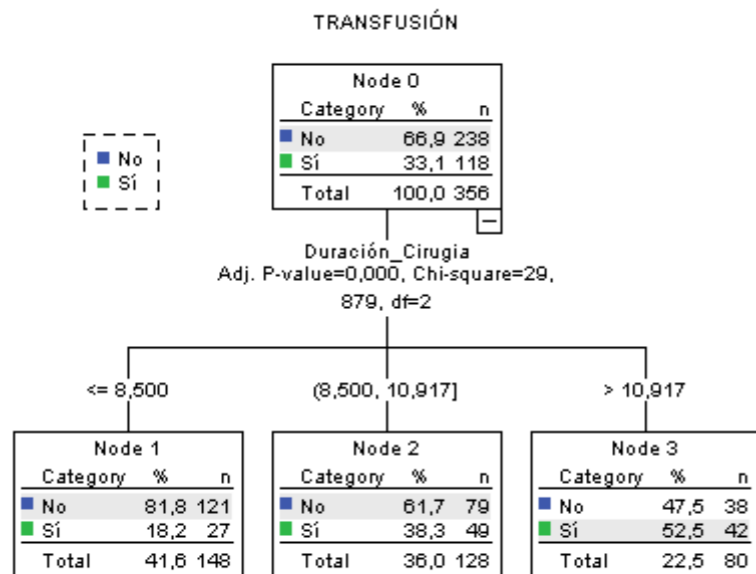 TRANSFUSIÓN
Node 0
Category % n
No 66,9 238
Sí 33,1 118
Total 100,0 356
No
Sí
Duración_Cirugia
Adj. P-value=0,000, Chi-square=29,
879, df=2
<= 8,500
(8,500, 10,917]
> 10,917
Node 1
Category % n
No 81,8 121
Sí 18,2 27
Total 41,6 148
Node 2
Category % n
No 61,7 79
Sí 38,3 49
Total 36,0 128
Node 3
Category % n
No 47,5 38
Sí 52,5 42
Total 22,5 80